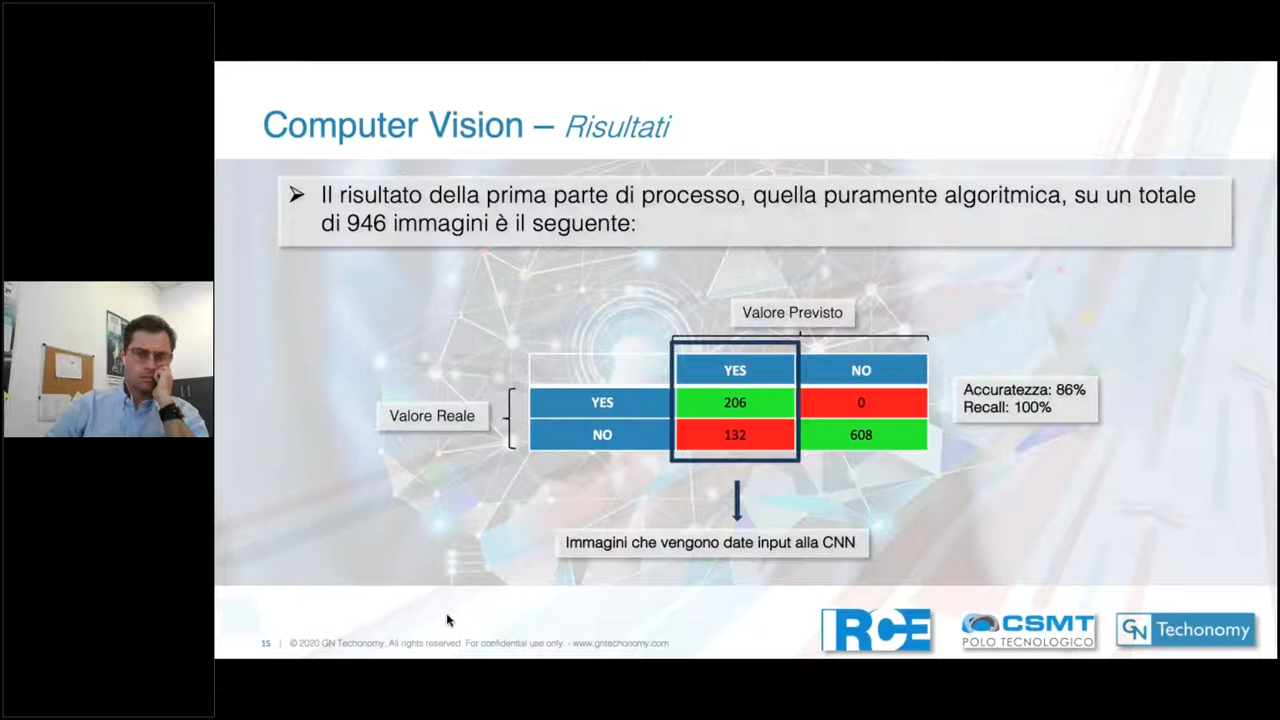 Computer Vision – Risultati
Il risultato della prima parte di processo, quella puramente algoritmica, su un totale
di 946 immagini è il seguente:
Valore Previsto
YES NO
Valore Reale
YES 206 0
NO 132 608
Accuratezza: 86%
Recall: 100%
Immagini che vengono date input alla CNN
15 | © 2020 GN Techonomy. All rights reserved. For confidential use only. - www.gntechonomy.com
RCE
CSMT
POLO TECNOLOGICO
GN Techonomy